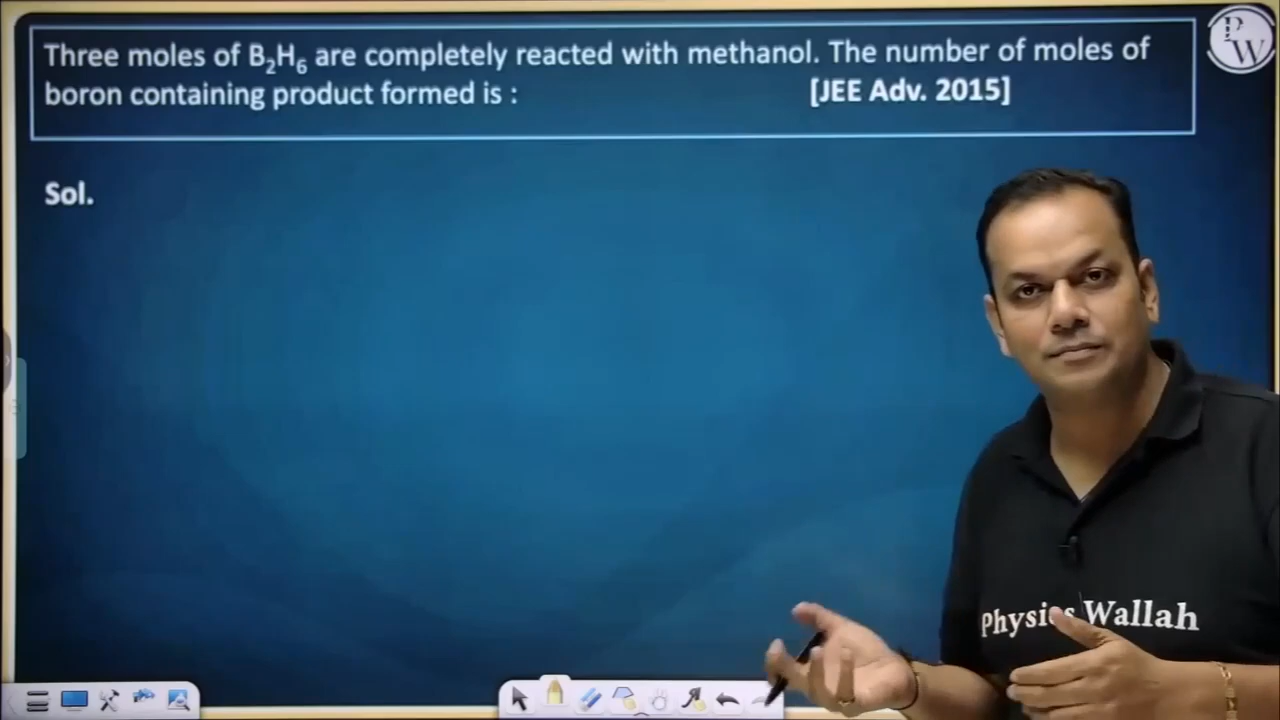 Three moles of B₂H₆ are completely reacted with methanol. The number of moles of
boron containing product formed is : [JEE Adv. 2015]
P
W
Sol.
Physics Wallah